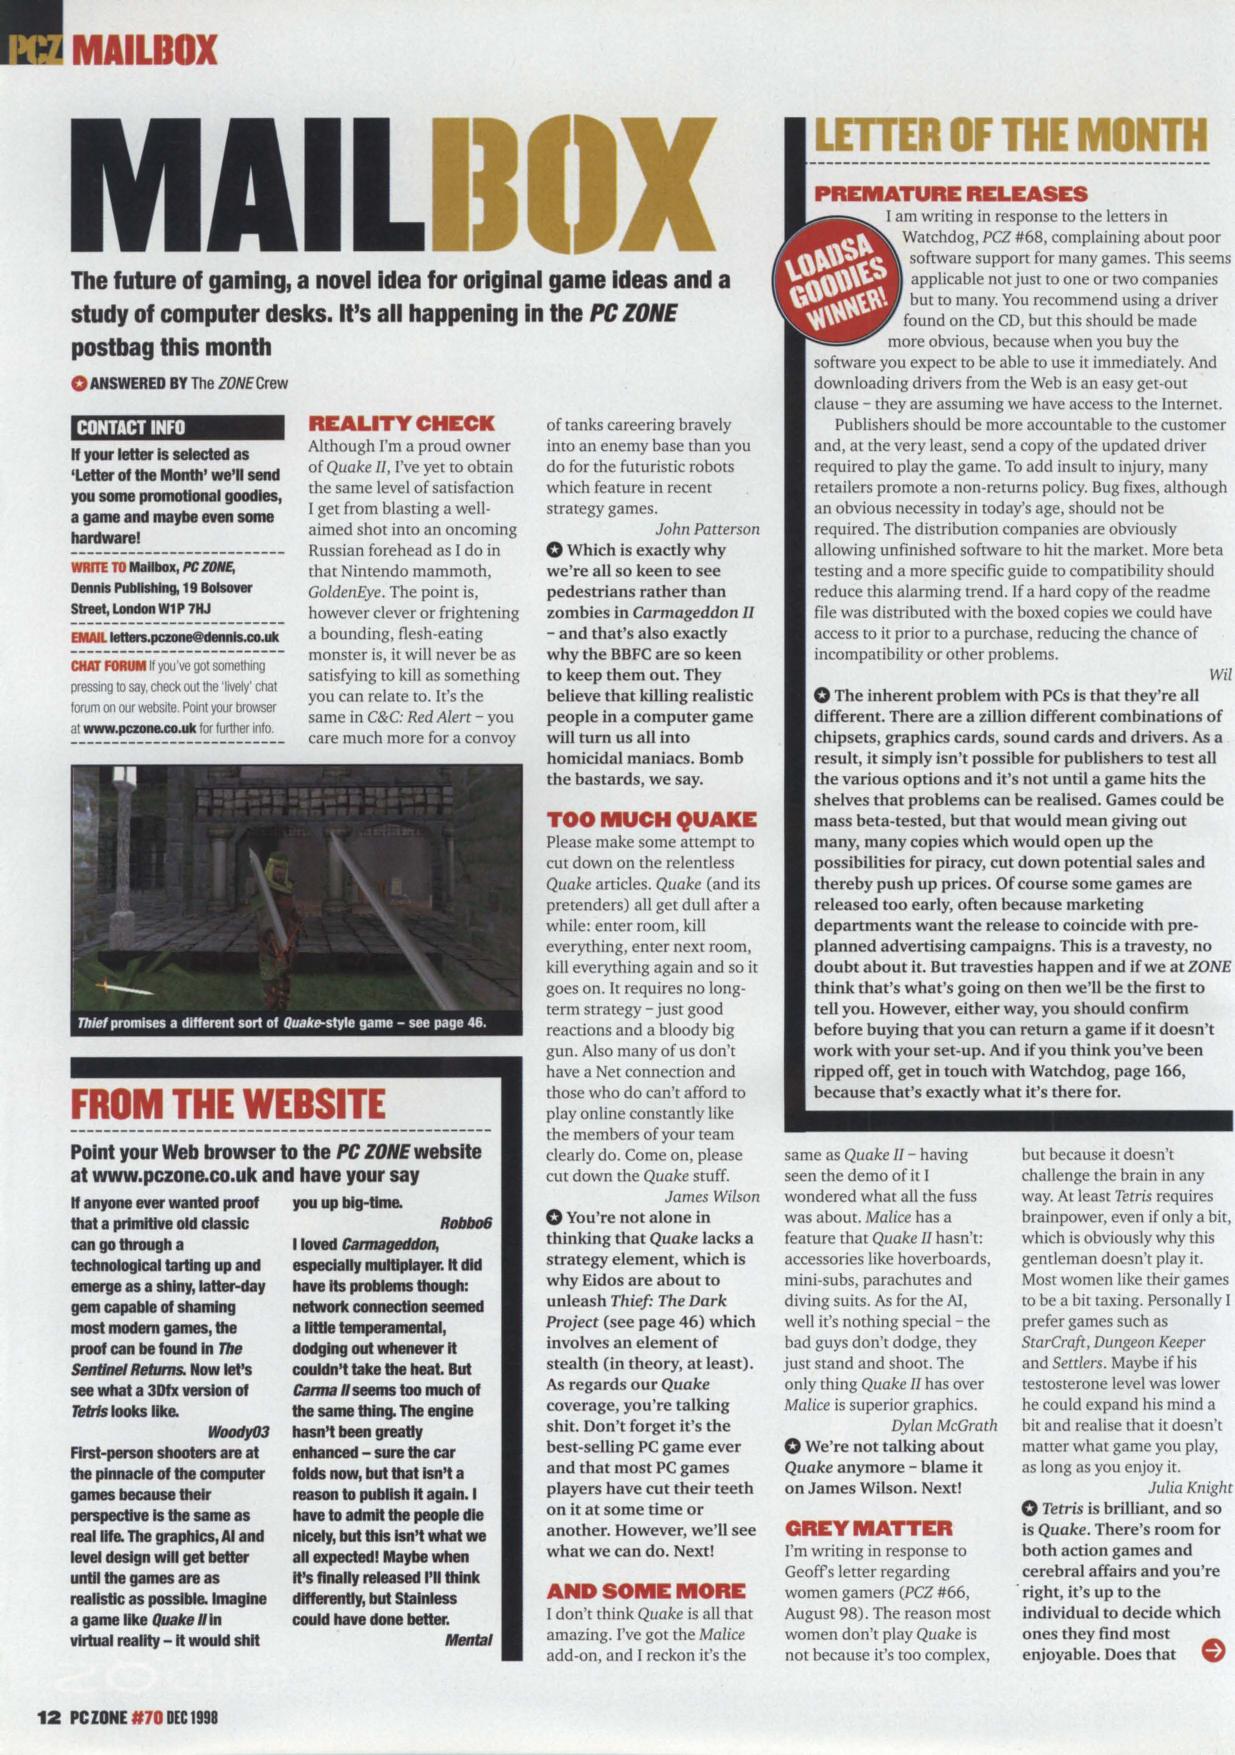 PCZ MAILBOX
MAILBOX
The future of gaming, a novel idea for original game ideas and a
study of computer desks. It's all happening in the PC ZONE
postbag this month
ANSWERED BY The ZONE Crew
CONTACT INFO
If your letter is selected as
'Letter of the Month' we'll send
you some promotional goodies,
a game and maybe even some
hardware!
WRITE TO Mailbox, PC ZONE,
Dennis Publishing, 19 Bolsover
Street, London W1P 7HJ
EMAIL letters.pczone@dennis.co.uk
CHAT FORUM If you've got something
pressing to say, check out the 'lively' chat
forum on our website. Point your browser
at www.pczone.co.uk for further info.
REALITY CHECK
Although I'm a proud owner
of Quake II, I've yet to obtain
the same level of satisfaction
I get from blasting a well-
aimed shot into an oncoming
Russian forehead as I do in
that Nintendo mammoth,
GoldenEye. The point is,
however clever or frightening
a bounding, flesh-eating
monster is, it will never be as
satisfying to kill as something
you can relate to. It's the
same in C&C: Red Alert – you
care much more for a convoy
of tanks careering bravely
into an enemy base than you
do for the futuristic robots
which feature in recent
strategy games.
John Patterson
Which is exactly why
we're all so keen to see
pedestrians rather than
zombies in Carmageddon II
– and that's also exactly
why the BBFC are so keen
to keep them out. They
believe that killing realistic
people in a computer game
will turn us all into
homicidal maniacs. Bomb
the bastards, we say.
Thief promises a different sort of Quake-style game – see page 46.
FROM THE WEBSITE
Point your Web browser to the PC ZONE website
at www.pczone.co.uk and have your say
If anyone ever wanted proof
that a primitive old classic
can go through a
technological tarting up and
emerge as a shiny, latter-day
gem capable of shaming
most modern games, the
proof can be found in The
Sentinel Returns. Now let's
see what a 3Dfx version of
Tetris looks like.
Woody03
First-person shooters are at
the pinnacle of the computer
games because their
perspective is the same as
real life. The graphics, AI and
level design will get better
until the games are as
realistic as possible. Imagine
a game like Quake II in
virtual reality – it would shit
you up big-time.
Robbo6
I loved Carmageddon,
especially multiplayer. It did
have its problems though:
network connection seemed
a little temperamental,
dodging out whenever it
couldn't take the heat. But
Carma II seems too much of
the same thing. The engine
hasn't been greatly
enhanced – sure the car
folds now, but that isn't a
reason to publish it again. I
have to admit the people die
nicely, but this isn't what we
all expected! Maybe when
it's finally released I'll think
differently, but Stainless
could have done better.
Mental
TOO MUCH QUAKE
Please make some attempt to
cut down on the relentless
Quake articles. Quake (and its
pretenders) all get dull after a
while: enter room, kill
everything, enter next room,
kill everything again and so it
goes on. It requires no long-
term strategy – just good
reactions and a bloody big
gun. Also many of us don't
have a Net connection and
those who do can't afford to
play online constantly like
the members of your team
clearly do. Come on, please
cut down the Quake stuff.
James Wilson
You're not alone in
thinking that Quake lacks a
strategy element, which is
why Eidos are about to
unleash Thief: The Dark
Project (see page 46) which
involves an element of
stealth (in theory, at least).
As regards our Quake
coverage, you're talking
shit. Don't forget it's the
best-selling PC game ever
and that most PC games
players have cut their teeth
on it at some time or
another. However, we'll see
what we can do. Next!
AND SOME MORE
I don't think Quake is all that
amazing. I've got the Malice
add-on, and I reckon it's the
same as Quake II – having
seen the demo of it I
wondered what all the fuss
was about. Malice has a
feature that Quake II hasn't:
accessories like hoverboards,
mini-subs, parachutes and
diving suits. As for the AI,
well it's nothing special – the
bad guys don't dodge, they
just stand and shoot. The
only thing Quake II has over
Malice is superior graphics.
Dylan McGrath
We're not talking about
Quake anymore – blame it
on James Wilson. Next!
GREY MATTER
I'm writing in response to
Geoff's letter regarding
women gamers (PCZ #66,
August 98). The reason most
women don't play Quake is
not because it's too complex,
but because it doesn't
challenge the brain in any
way. At least Tetris requires
brainpower, even if only a bit,
which is obviously why this
gentleman doesn't play it.
Most women like their games
to be a bit taxing. Personally I
prefer games such as
StarCraft, Dungeon Keeper
and Settlers. Maybe if his
testosterone level was lower
he could expand his mind a
bit and realise that it doesn't
matter what game you play,
as long as you enjoy it.
Julia Knight
Tetris is brilliant, and so
is Quake. There's room for
both action games and
cerebral affairs and you're
right, it's up to the
individual to decide which
ones they find most
enjoyable. Does that
LETTER OF THE MONTH
LOADSA
GOODIES
WINNER!
PREMATURE RELEASES
I am writing in response to the letters in
Watchdog, PCZ #68, complaining about poor
software support for many games. This seems
applicable not just to one or two companies
but to many. You recommend using a driver
found on the CD, but this should be made
more obvious, because when you buy the
software you expect to be able to use it immediately. And
downloading drivers from the Web is an easy get-out
clause – they are assuming we have access to the Internet.
Publishers should be more accountable to the customer
and, at the very least, send a copy of the updated driver
required to play the game. To add insult to injury, many
retailers promote a non-returns policy. Bug fixes, although
an obvious necessity in today's age, should not be
required. The distribution companies are obviously
allowing unfinished software to hit the market. More beta
testing and a more specific guide to compatibility should
reduce this alarming trend. If a hard copy of the readme
file was distributed with the boxed copies we could have
access to it prior to a purchase, reducing the chance of
incompatibility or other problems.
Wil
The inherent problem with PCs is that they're all
different. There are a zillion different combinations of
chipsets, graphics cards, sound cards and drivers. As a
result, it simply isn't possible for publishers to test all
the various options and it's not until a game hits the
shelves that problems can be realised. Games could be
mass beta-tested, but that would mean giving out
many, many copies which would open up the
possibilities for piracy, cut down potential sales and
thereby push up prices. Of course some games are
released too early, often because marketing
departments want the release to coincide with pre-
planned advertising campaigns. This is a travesty, no
doubt about it. But travesties happen and if we at ZONE
think that's what's going on then we'll be the first to
tell you. However, either way, you should confirm
before buying that you can return a game if it doesn't
work with your set-up. And if you think you've been
ripped off, get in touch with Watchdog, page 166,
because that's exactly what it's there for.
12 PC ZONE #70 DEC 1998